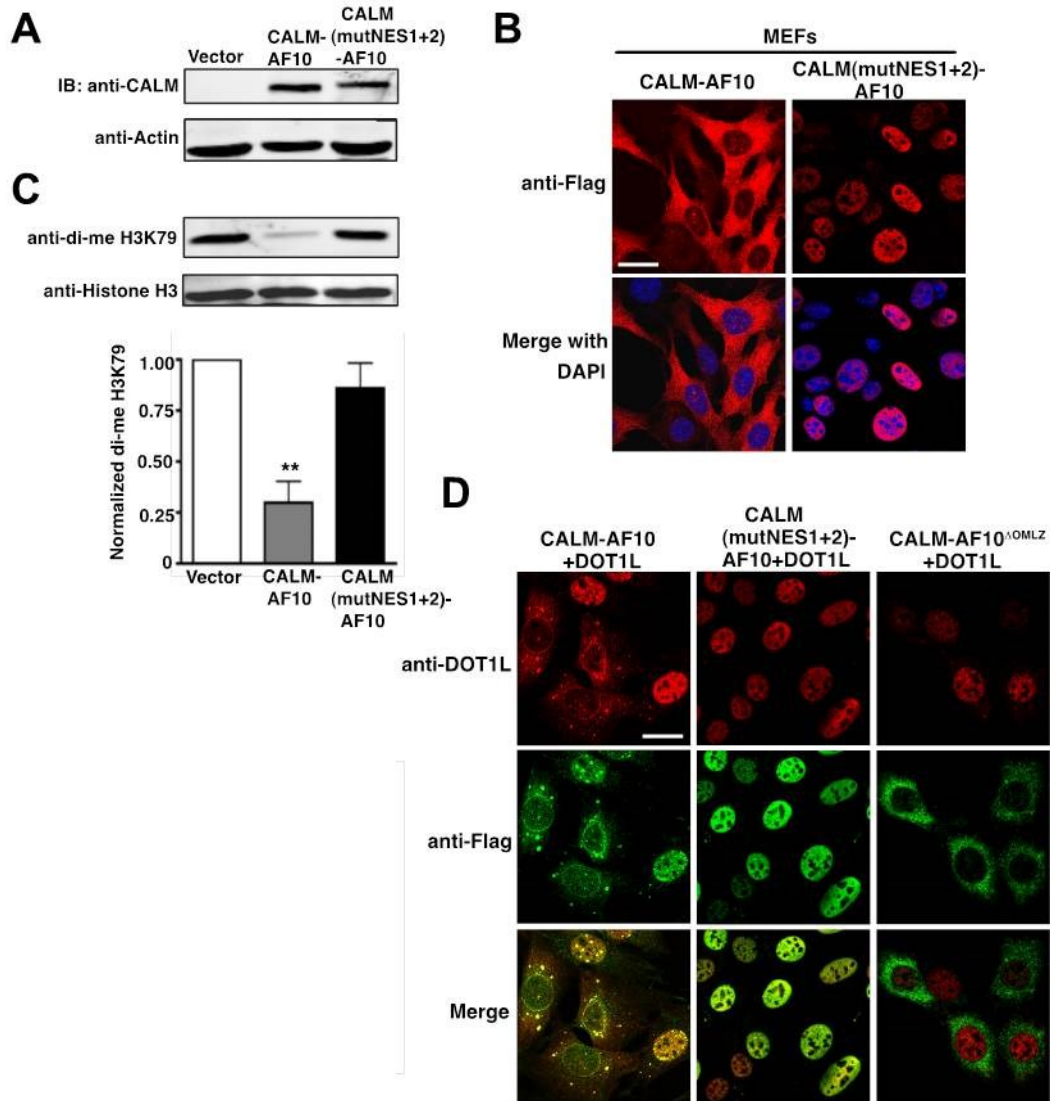 A
Vector
CALM-
AF10
CALM
(mutNES1+2)
-AF10
IB: anti-CALM
anti-Actin
B
MEFs
CALM-AF10
CALM(mutNES1+2)-
AF10
anti-Flag
Merge with
DAPI
C
anti-di-me H3K79
anti-Histone H3
Normalized di-me H3K79
1.00
0.75
0.50
0.25
0
**
Vector
CALM-
AF10
CALM
(mutNES1+2)-
AF10
D
CALM-AF10
+DOT1L
CALM
(mutNES1+2)-
AF10+DOT1L
CALM-AF10^ΔOMLZ
+DOT1L
anti-DOT1L
anti-Flag
Merge